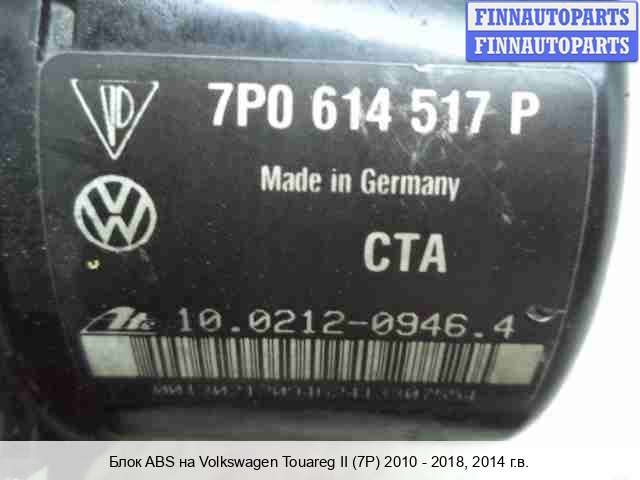 FINNAUTOPARTS
FINNAUTOPARTS
7P0 614 517 P
Made in Germany
CTA
Ate 10.0212-0946.4
Блок ABS на Volkswagen Touareg II (7P) 2010 - 2018, 2014 г.в.